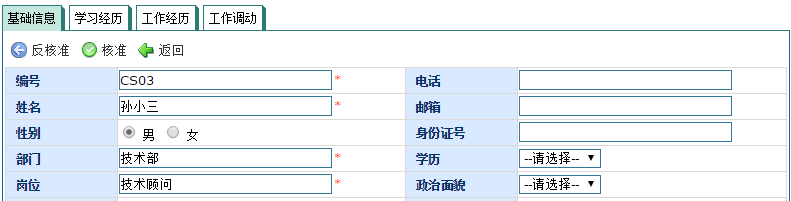 基础信息 学习经历 工作经历 工作调动
反核准 核准 返回
编号 CS03 * 电话
姓名 孙小三 * 邮箱
性别 男 女 身份证号
部门 技术部 * 学历 --请选择--
岗位 技术顾问 * 政治面貌 --请选择--